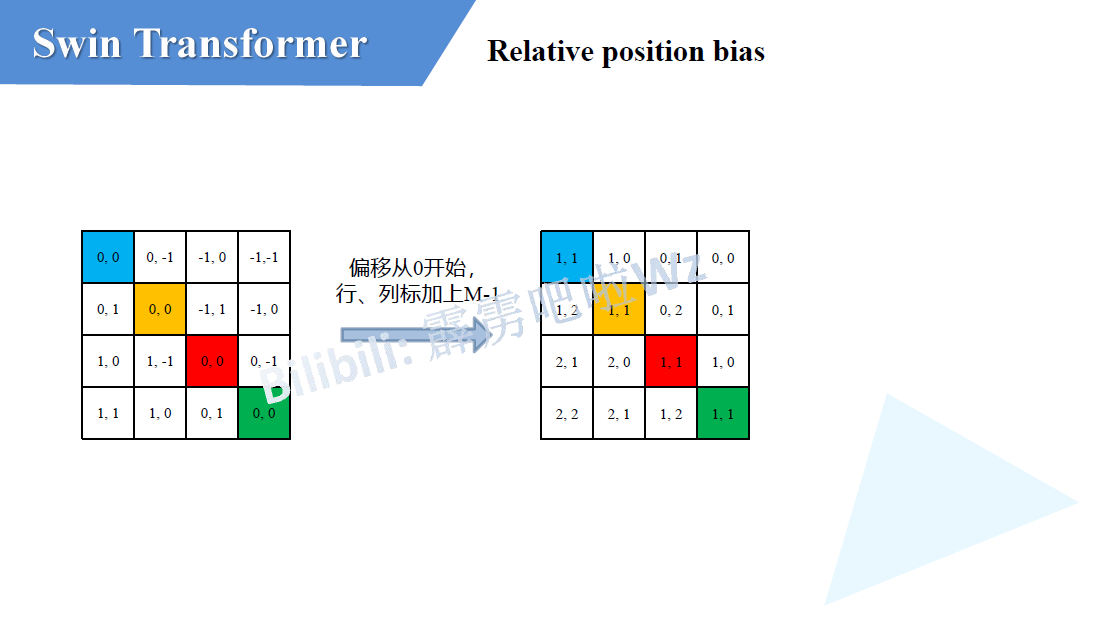 Swin Transformer
Relative position bias
0, 0 0, -1 -1, 0 -1,-1
0, 1 0, 0 -1, 1 -1, 0
1, 0 1, -1 0, 0 0, -1
1, 1 1, 0 0, 1 0, 0
偏移从0开始，
行、列标加上M-1
1, 1 1, 0 0, 1 0, 0
1, 2 1, 1 0, 2 0, 1
2, 1 2, 0 1, 1 1, 0
2, 2 2, 1 1, 2 1, 1
Bilibili: 霹雳吧啦Wz